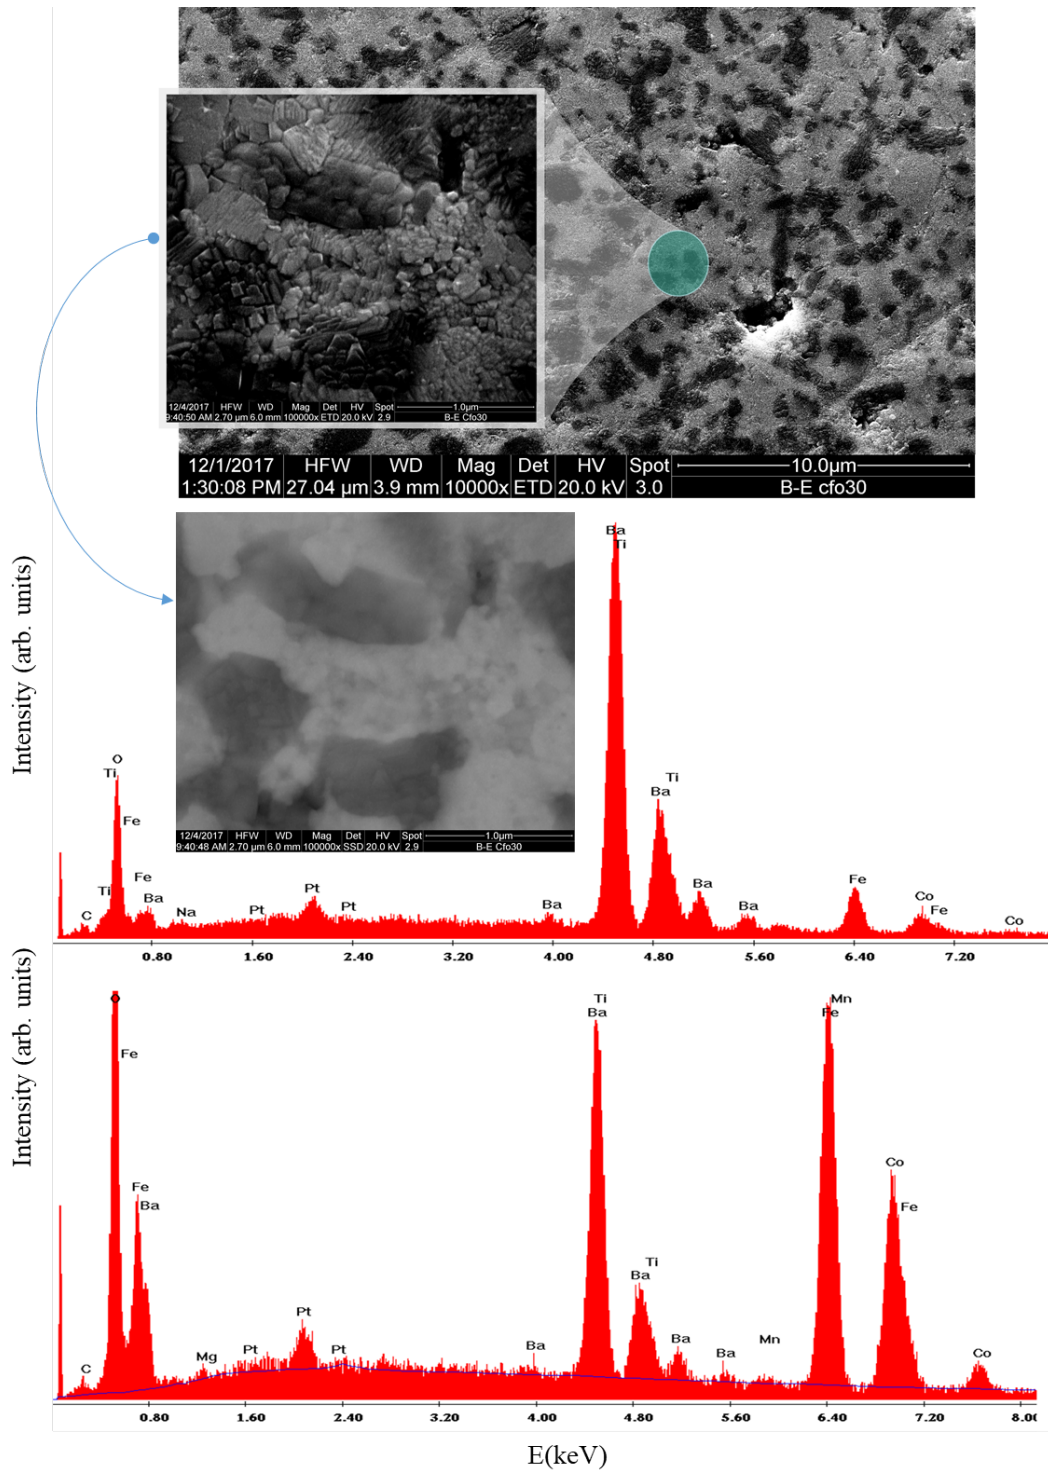 12/4/2017 HFW WD Mag Det HV Spot 1.0µm
9:40:50 AM 2.70 µm 6.0 mm 100000x ETD 20.0 kV 2.9 B-E Cfo30
12/1/2017 HFW WD Mag Det HV Spot 10.0µm
1:30:08 PM 27.04 µm 3.9 mm 10000x ETD 20.0 kV 3.0 B-E cfo30
12/4/2017 HFW WD Mag Det HV Spot 1.0µm
9:40:48 AM 2.70 µm 6.0 mm 100000x SSD 20.0 kV 2.9 B-E Cfo30
Intensity (arb. units)
Ba
Ti
O
Ti
Fe
Ti
Fe
Ba
C
Na
Pt
Pt
Pt
Ba
Ti
Ba
Ba
Ba
Fe
Co
Fe
Co
0.80 1.60 2.40 3.20 4.00 4.80 5.60 6.40 7.20
Intensity (arb. units)
O
Fe
Fe
Ba
C
Mg
Pt
Pt
Pt
Ba
Ti
Ba
Ti
Ba
Ba
Ba
Mn
Mn
Fe
Co
Fe
Co
0.80 1.60 2.40 3.20 4.00 4.80 5.60 6.40 7.20 8.00
E(keV)